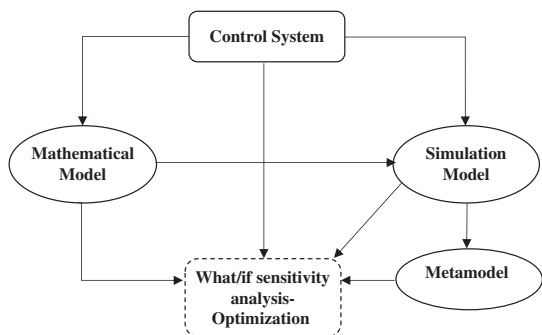 Control System
Mathematical
Model
Simulation
Model
What/if sensitivity
analysis-
Optimization
Metamodel